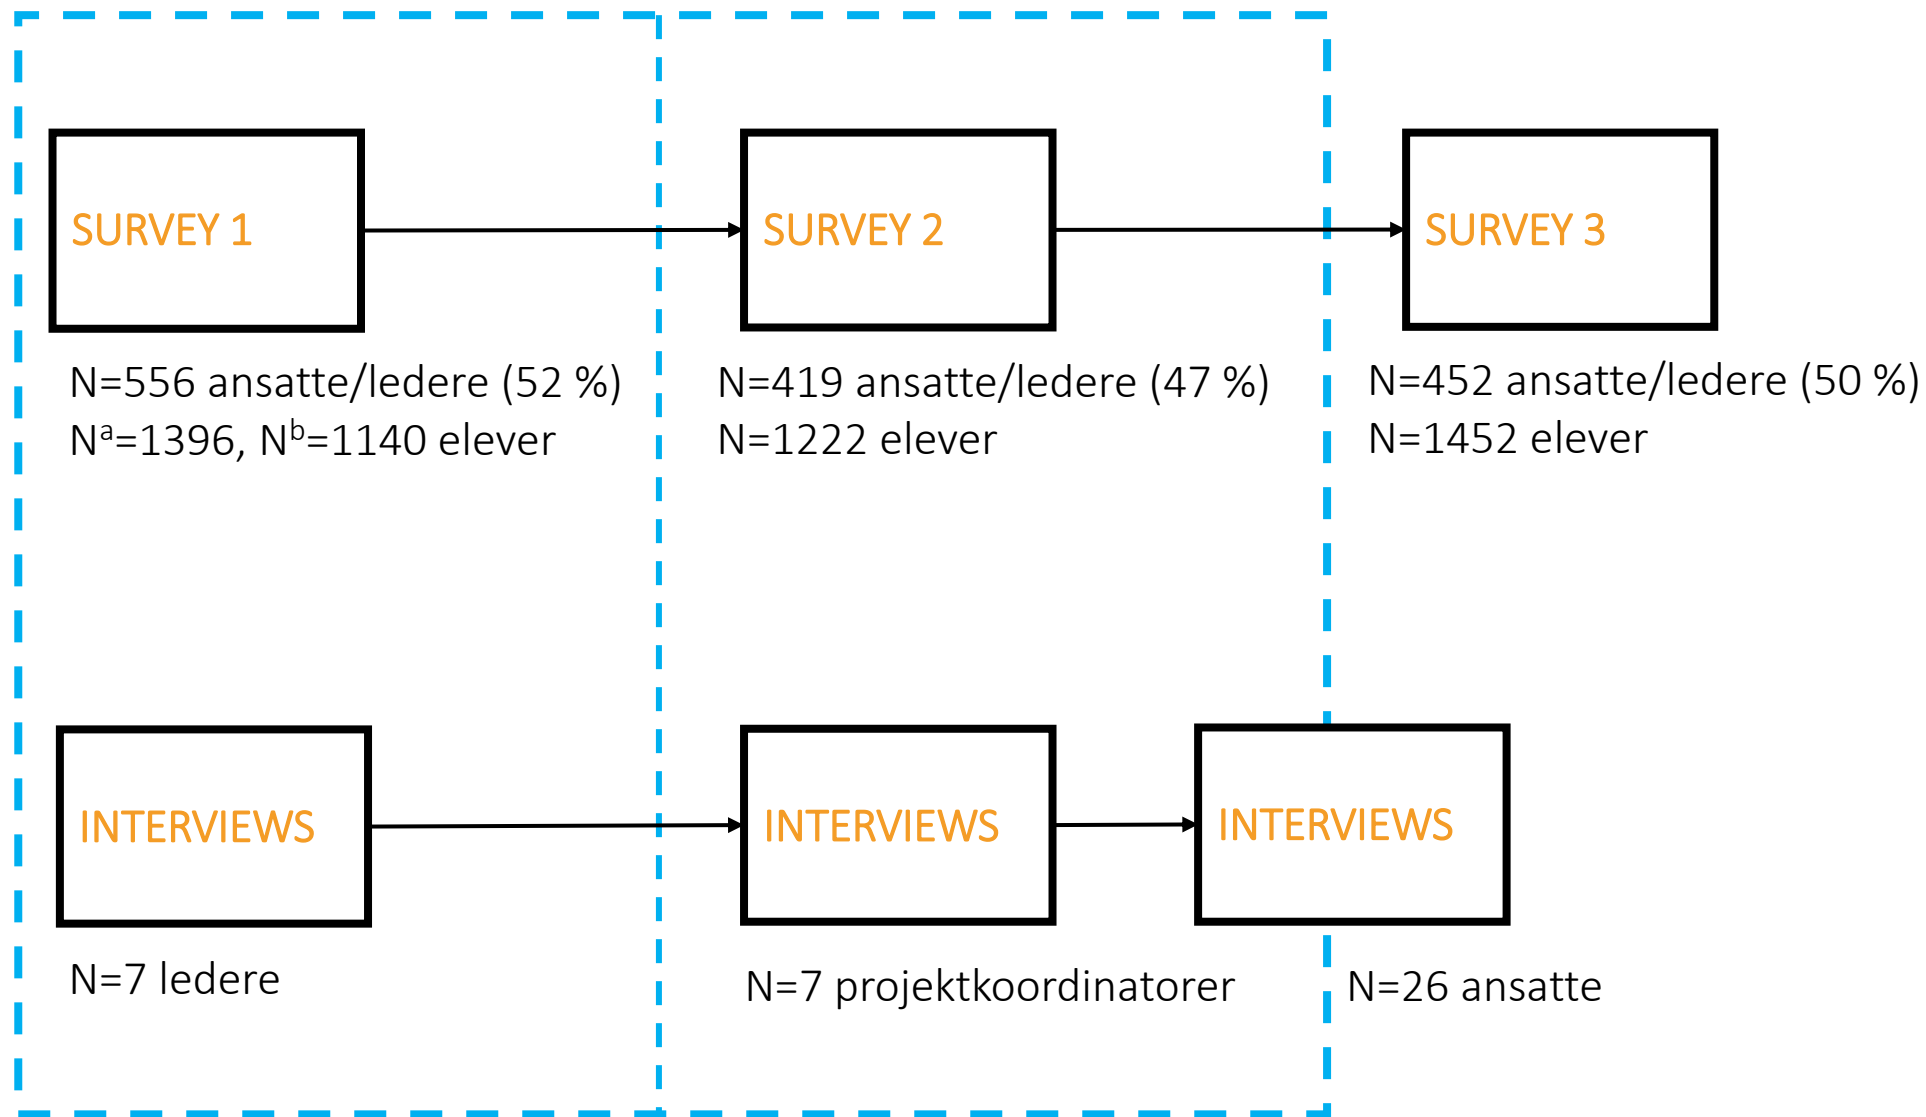 SURVEY 1
N=556 ansatte/ledere (52 %)
Nᵃ=1396, Nᵇ=1140 elever
SURVEY 2
N=419 ansatte/ledere (47 %)
N=1222 elever
SURVEY 3
N=452 ansatte/ledere (50 %)
N=1452 elever
INTERVIEWS
N=7 ledere
INTERVIEWS
N=7 projektkoordinatorer
INTERVIEWS
N=26 ansatte